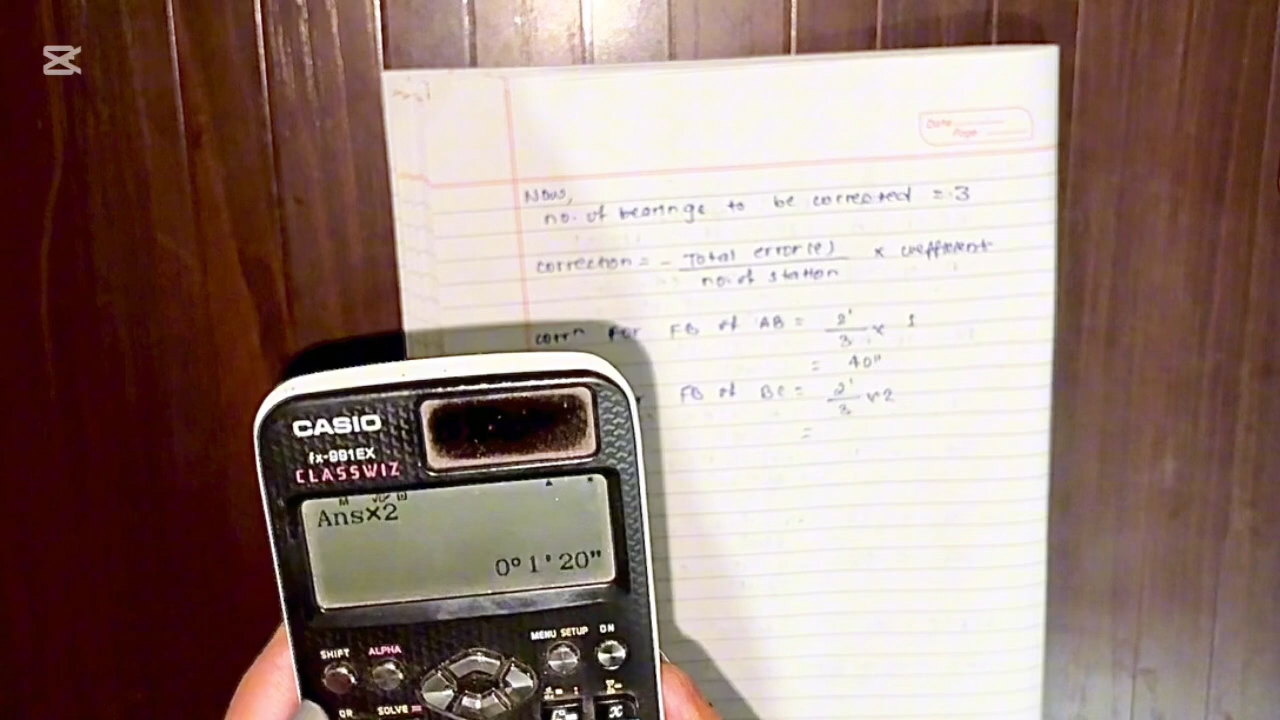 Date
Page
Now,
no. of bearings to be corrected = 3
correction = - Total error(e) / no. of station × coefficient
corrⁿ for FB of AB = 2' / 3 × 1
= 40"
FB of BC = 2' / 3 × 2
=
CASIO
fx-991EX
CLASSWIZ
M √ D
Ans×2
0°1'20"
MENU SETUP ON
SHIFT ALPHA
SOLVE =
x